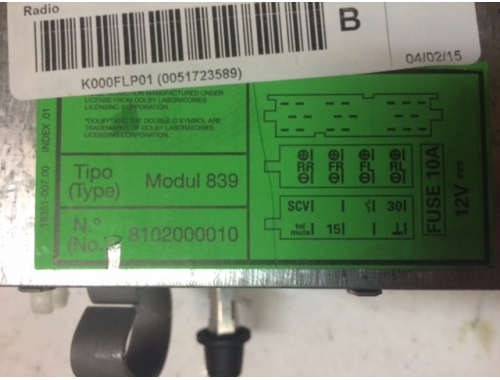 Radio
B
04/02/15
K000FLP01 (0051723589)
MANUFACTURED UNDER
LICENSE FROM DOLBY LABORATORIES
LICENSING CORPORATION.
"DOLBY" AND THE DOUBLE-D SYMBOL ARE
TRADEMARKS OF DOLBY LABORATORIES
LICENSING CORPORATION.
INDEX .01
Tipo
(Type) Modul 839
N.º
(No.) 8102000010
RR FR FL RL
SCV 30
tel
mute 15
FUSE 10A
12V